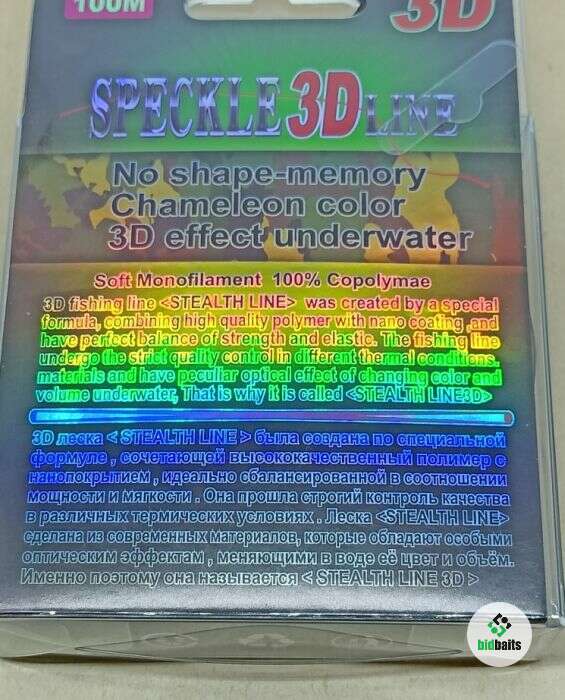 100M
3D
SPECKLE 3D LINE
No shape-memory
Chameleon color
3D effect underwater
Soft Monofilament 100% Copolymae
3D fishing line <STEALTH LINE> was created by a special
formula, combining high quality polymer with nano coating ,and
have perfect balance of strength and elastic. The fishing line
undergo the strict quality control in different thermal conditions.
materials and have peculiar optical effect of changing color and
volume underwater, That is why it is called <STEALTH LINE3D>
3D леска < STEALTH LINE > была создана по специальной
формуле , сочетающей высококачественный полимер с
нанопокрытием , идеально сбалансированной в соотношении
мощности и мягкости . Она прошла строгий контроль качества
в различных термических условиях . Леска <STEALTH LINE>
сделана из современных материалов, которые обладают особыми
оптическим эффектам , меняющими в воде её цвет и объём.
Именно поэтому она называется < STEALTH LINE 3D >
bidbaits